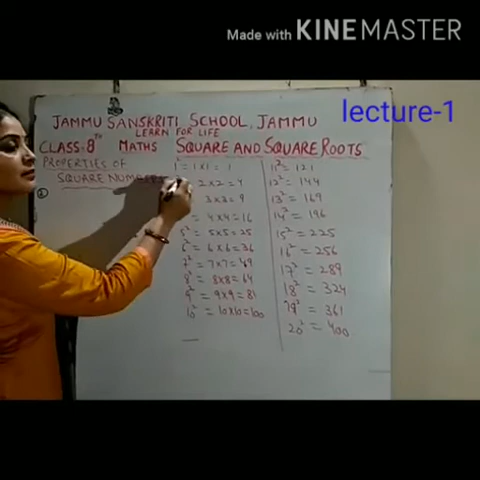 Made with KINEMASTER
lecture-1
JAMMU SANSKRITI SCHOOL, JAMMU
LEARN FOR LIFE
CLASS-8th MATHS SQUARE AND SQUARE ROOTS
PROPERTIES OF
SQUARE
1² = 1×1 = 1
2×2 = 4
3×3 = 9
= 4×4 = 16
5² = 5×5 = 25
6² = 6×6 = 36
7² = 7×7 = 49
8² = 8×8 = 64
9² = 9×9 = 81
10² = 10×10 = 100
11² = 121
12² = 144
13² = 169
14² = 196
15² = 225
16² = 256
17² = 289
18² = 324
19² = 361
20² = 400